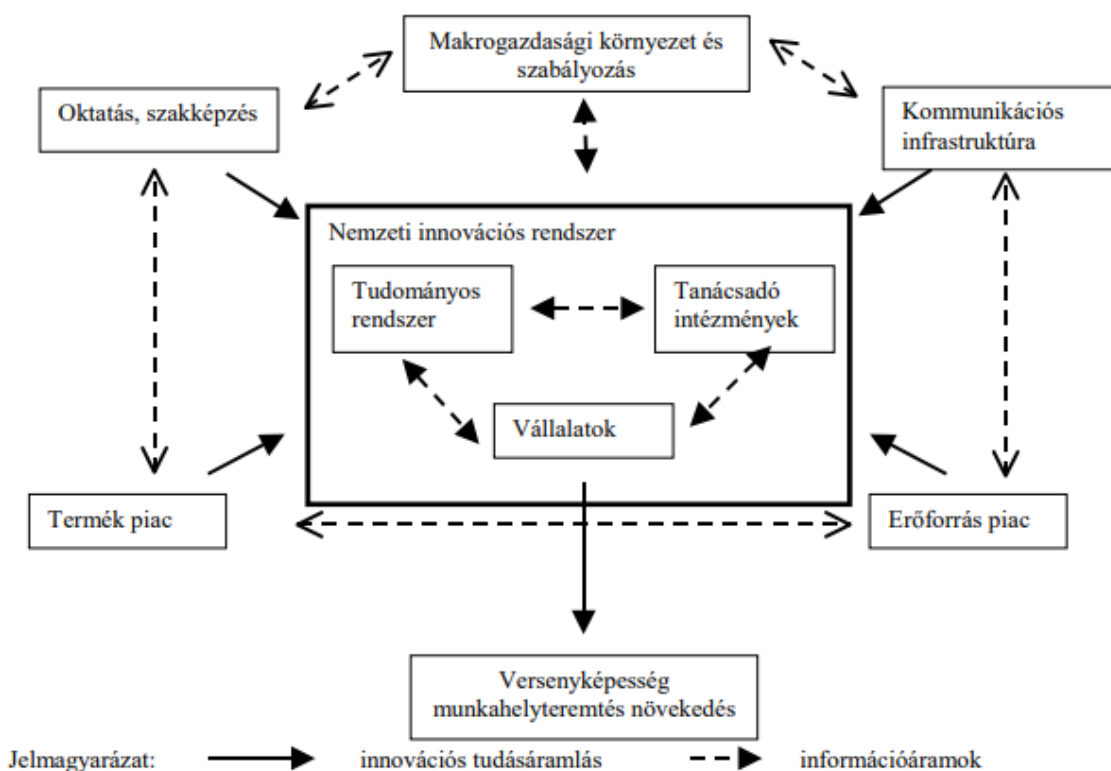 Makrogazdasági környezet és
szabályozás
Oktatás, szakképzés
Kommunikációs
infrastruktúra
Nemzeti innovációs rendszer
Tudományos
rendszer
Tanácsadó
intézmények
Vállalatok
Termék piac
Erőforrás piac
Versenyképesség
munkahelyteremtés növekedés
Jelmagyarázat: innovációs tudásáramlás információáramok